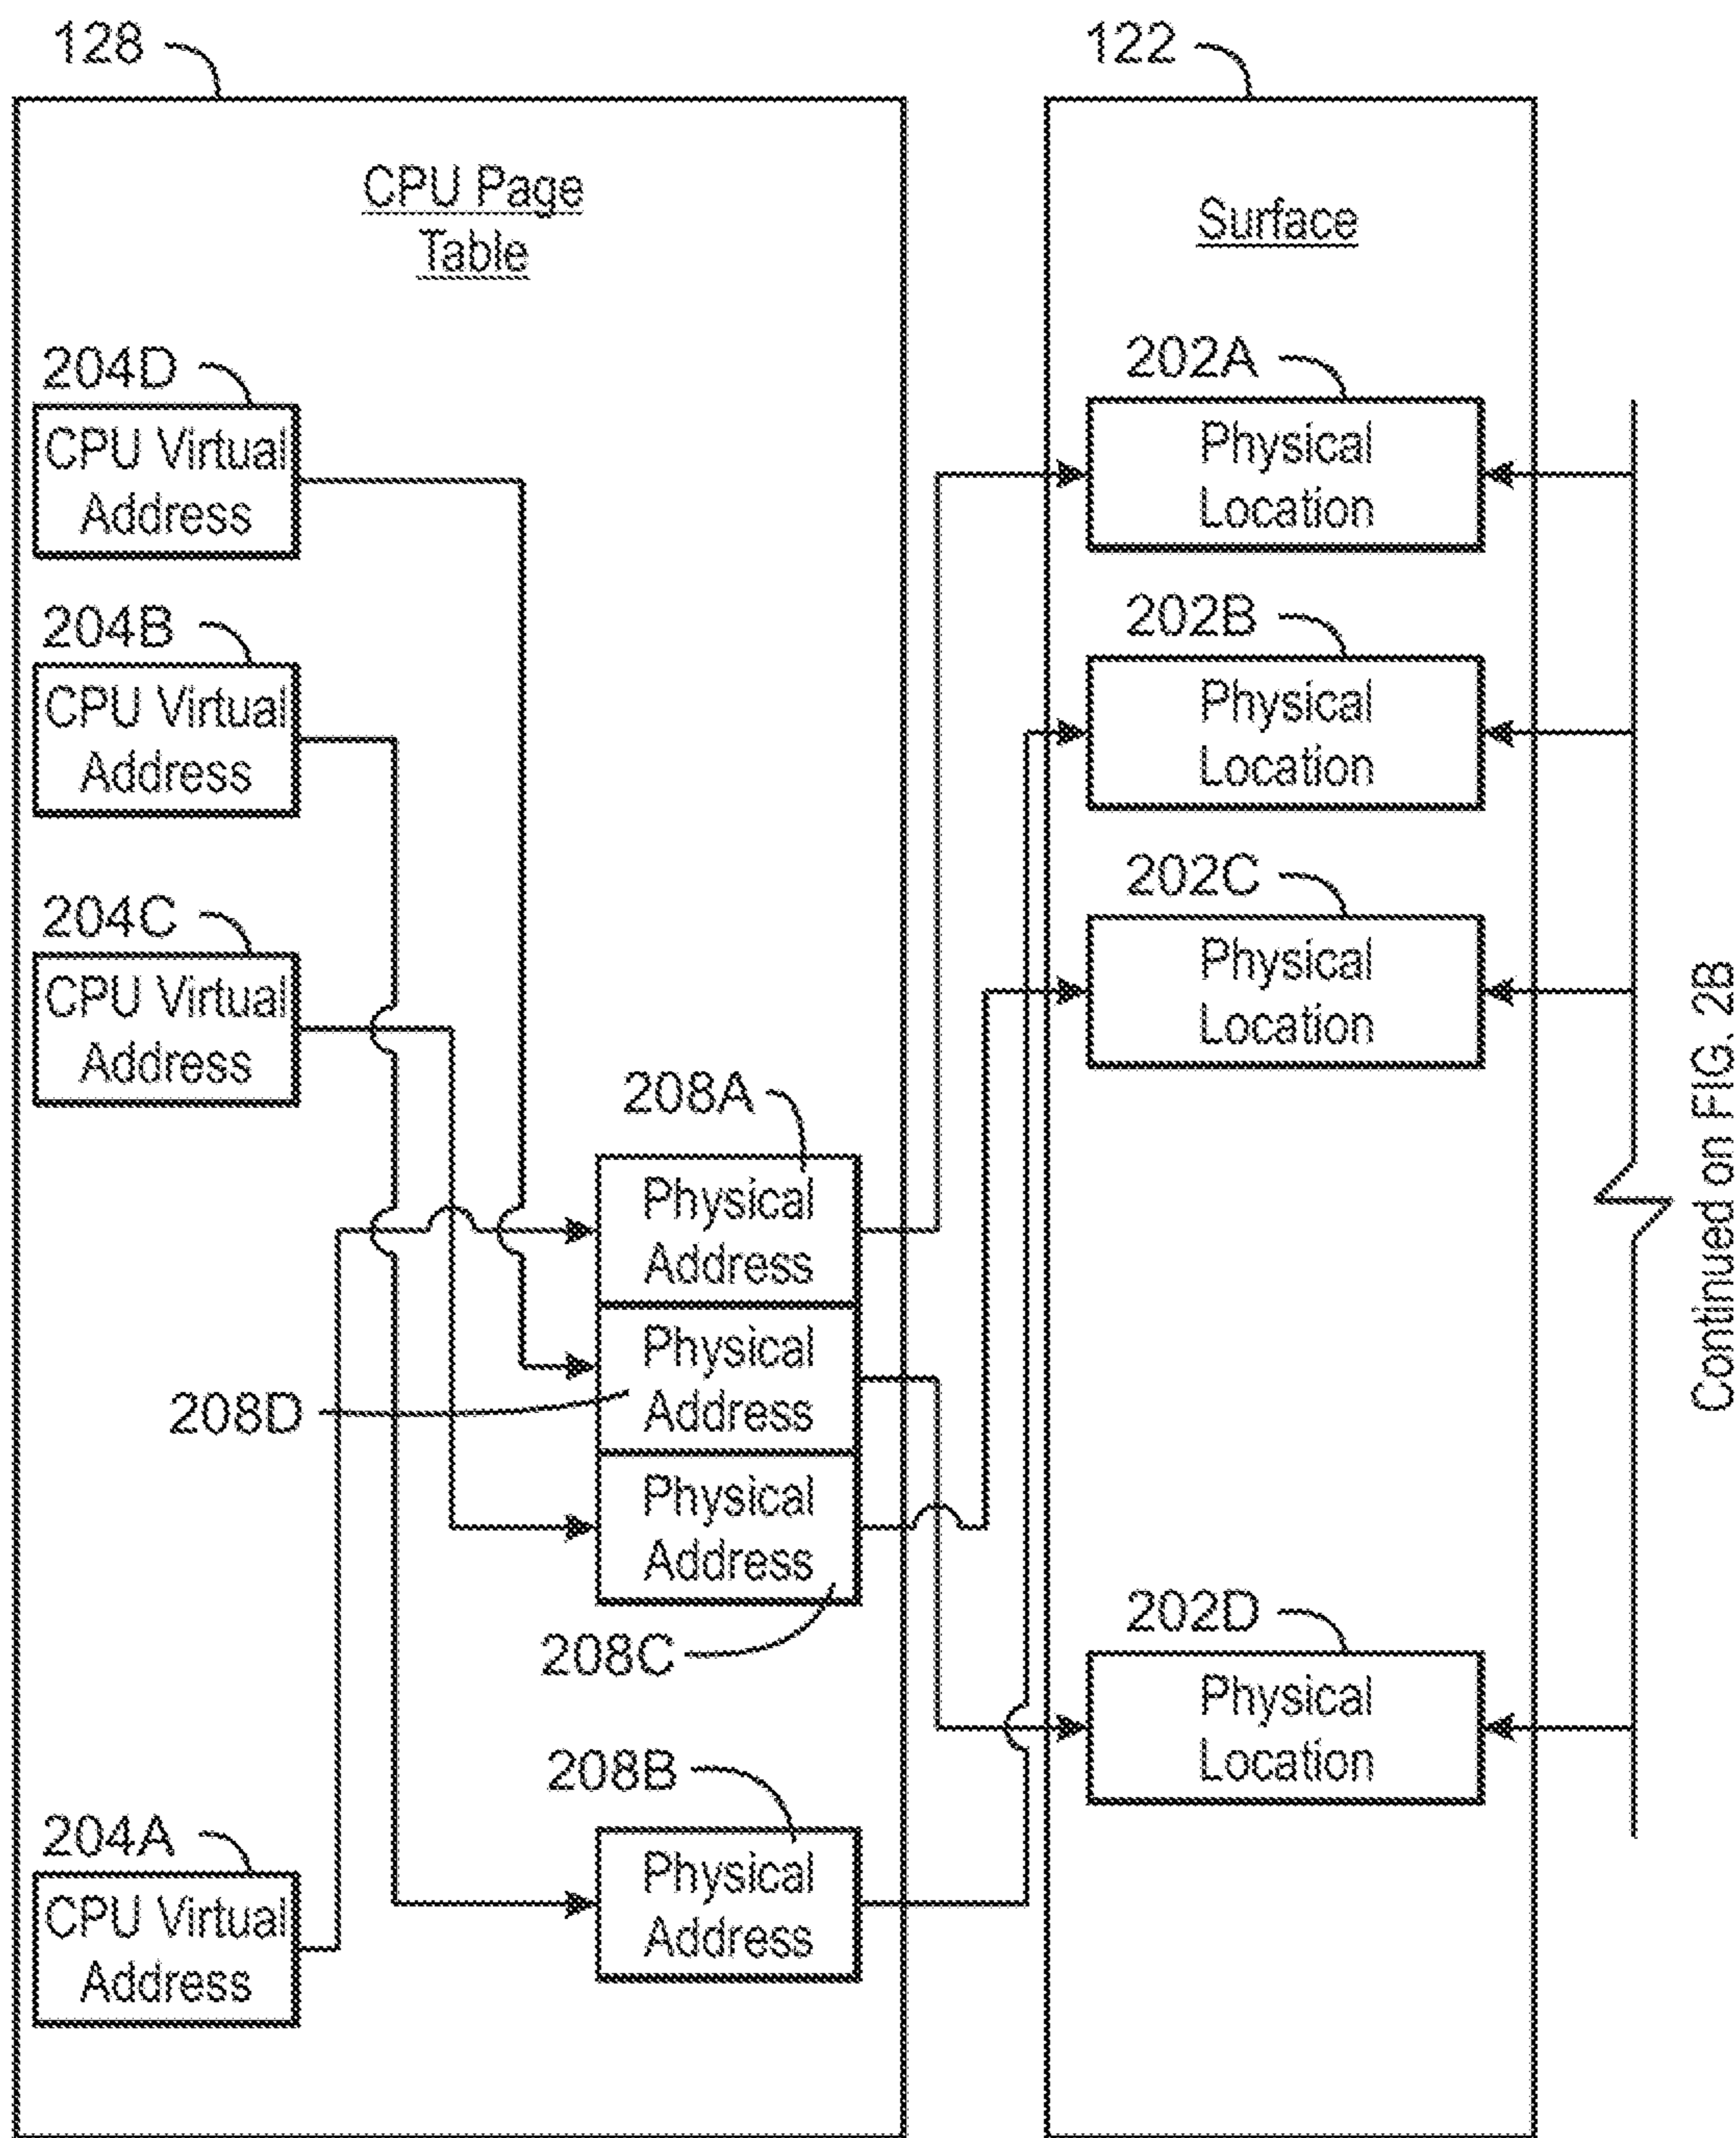 128
CPU Page
Table
204D
CPU Virtual
Address
204B
CPU Virtual
Address
204C
CPU Virtual
Address
208A
Physical
Address
208D
Physical
Address
Physical
Address
208C
208B
Physical
Address
204A
CPU Virtual
Address
122
Surface
202A
Physical
Location
202B
Physical
Location
202C
Physical
Location
202D
Physical
Location
Continued on FIG. 2B